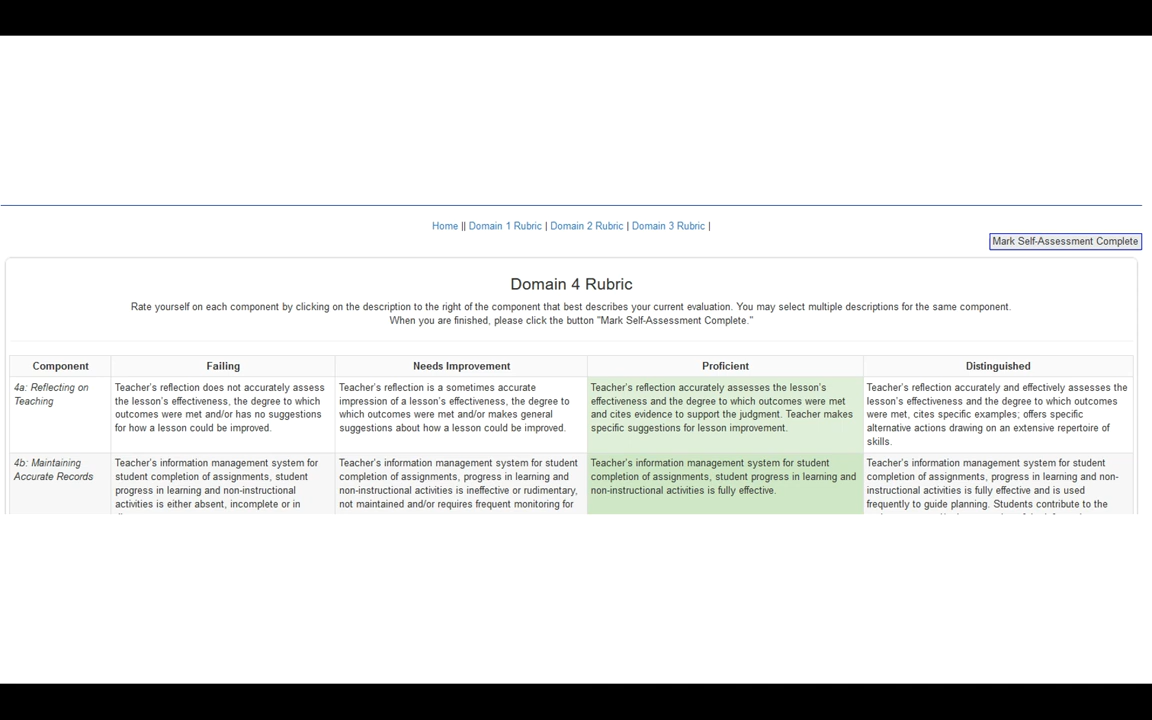 Home || Domain 1 Rubric | Domain 2 Rubric | Domain 3 Rubric |
Mark Self-Assessment Complete
Domain 4 Rubric
Rate yourself on each component by clicking on the description to the right of the component that best describes your current evaluation. You may select multiple descriptions for the same component.
When you are finished, please click the button "Mark Self-Assessment Complete."
Component
Failing
Needs Improvement
Proficient
Distinguished
4a: Reflecting on
Teaching
Teacher's reflection does not accurately assess
the lesson's effectiveness, the degree to which
outcomes were met and/or has no suggestions
for how a lesson could be improved.
Teacher's reflection is a sometimes accurate
impression of a lesson's effectiveness, the degree to
which outcomes were met and/or makes general
suggestions about how a lesson could be improved.
Teacher's reflection accurately assesses the lesson's
effectiveness and the degree to which outcomes were met
and cites evidence to support the judgment. Teacher makes
specific suggestions for lesson improvement.
Teacher's reflection accurately and effectively assesses the
lesson's effectiveness and the degree to which outcomes
were met, cites specific examples; offers specific
alternative actions drawing on an extensive repertoire of
skills.
4b: Maintaining
Accurate Records
Teacher's information management system for
student completion of assignments, student
progress in learning and non-instructional
activities is either absent, incomplete or in
Teacher's information management system for student
completion of assignments, progress in learning and
non-instructional activities is ineffective or rudimentary,
not maintained and/or requires frequent monitoring for
Teacher's information management system for student
completion of assignments, student progress in learning and
non-instructional activities is fully effective.
Teacher's information management system for student
completion of assignments, progress in learning and non-
instructional activities is fully effective and is used
frequently to guide planning. Students contribute to the